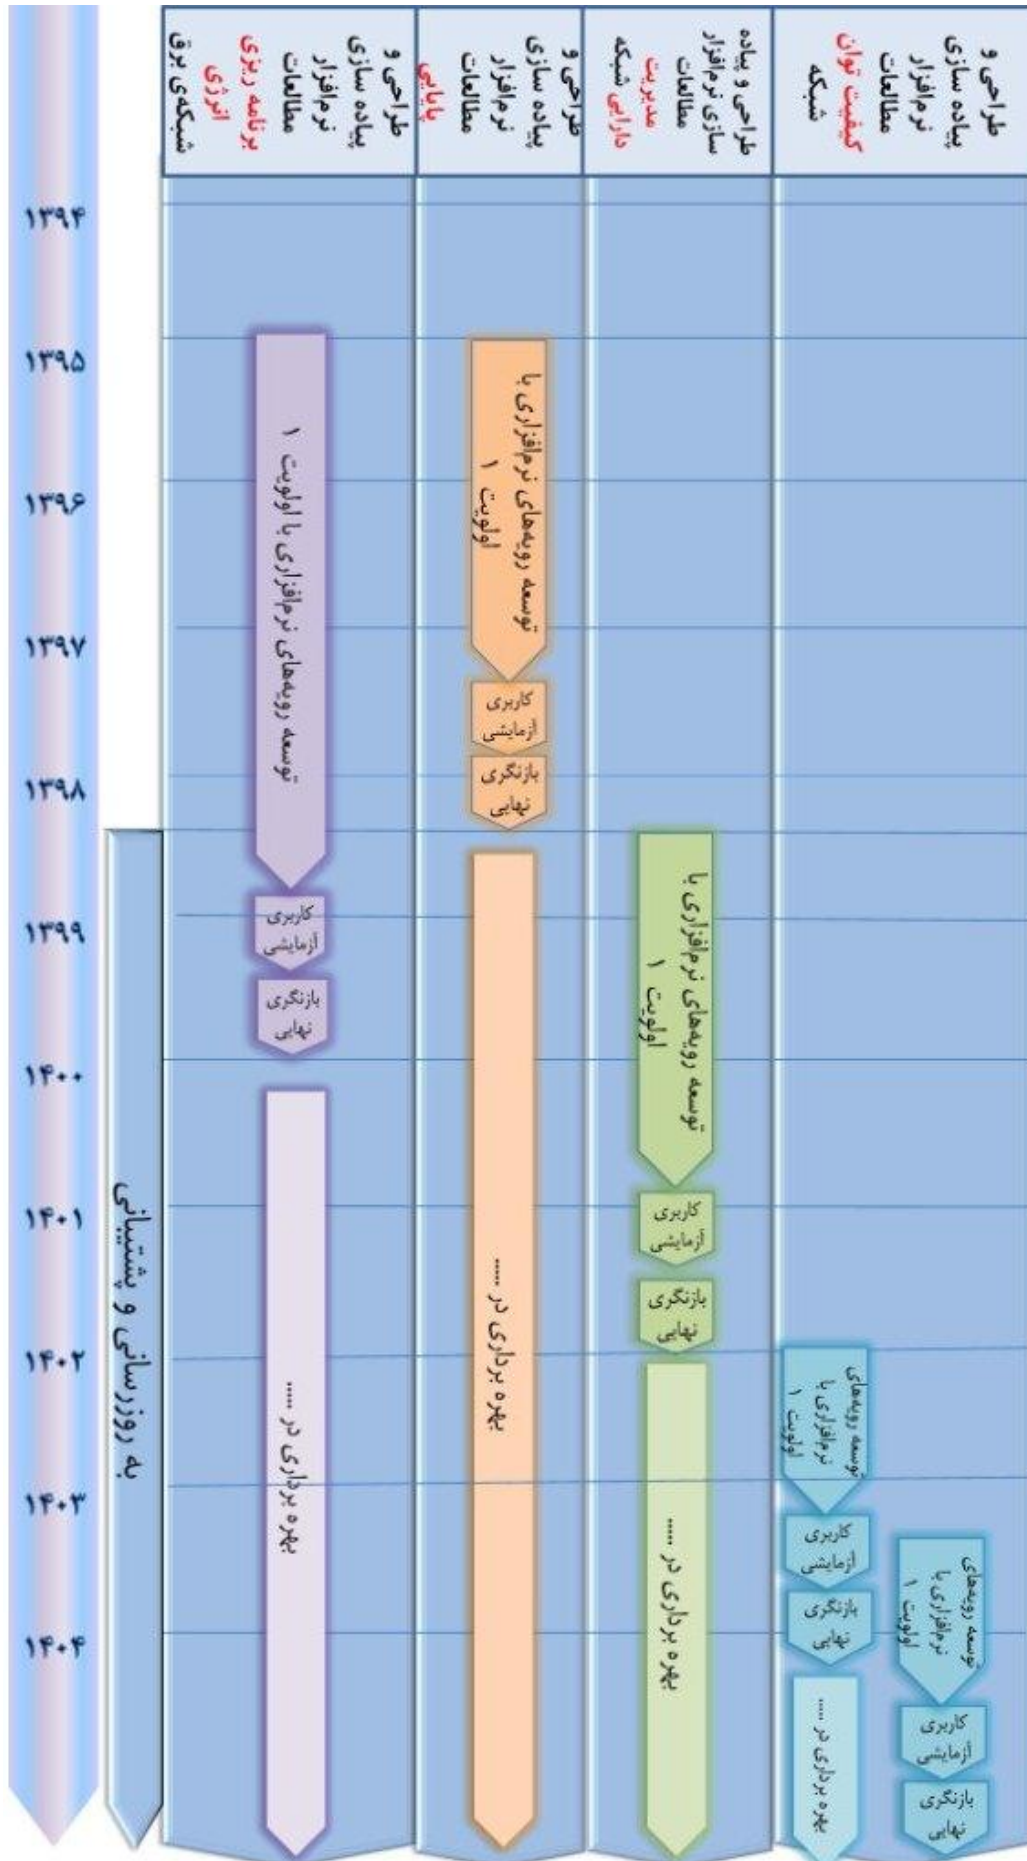 طراحی و
پیاده سازی
نرم‌افزار
مطالعات
کیفیت توان
شبکه
توسعه رویه‌های
نرم‌افزاری با
اولویت ۱
کاربری
آزمایشی
بازنگری
نهایی
توسعه رویه‌های
نرم‌افزاری با
اولویت ۱
کاربری
آزمایشی
بازنگری
نهایی
بهره برداری در .....
طراحی و پیاده
سازی نرم‌افزار
مطالعات
مدیریت
دارایی شبکه
توسعه رویه‌های نرم‌افزاری با
اولویت ۱
کاربری
آزمایشی
بازنگری
نهایی
بهره برداری در .....
طراحی و
پیاده سازی
نرم‌افزار
مطالعات
پایایی
توسعه رویه‌های نرم‌افزاری با
اولویت ۱
کاربری
آزمایشی
بازنگری
نهایی
بهره برداری در .....
طراحی و
پیاده سازی
نرم‌افزار
مطالعات
برنامه ریزی
انرژی
شبکه‌ی برق
توسعه رویه‌های نرم‌افزاری با اولویت ۱
کاربری
آزمایشی
بازنگری
نهایی
بهره برداری در .....
به روزرسانی و پشتیبانی
۱۳۹۴
۱۳۹۵
۱۳۹۶
۱۳۹۷
۱۳۹۸
۱۳۹۹
۱۴۰۰
۱۴۰۱
۱۴۰۲
۱۴۰۳
۱۴۰۴